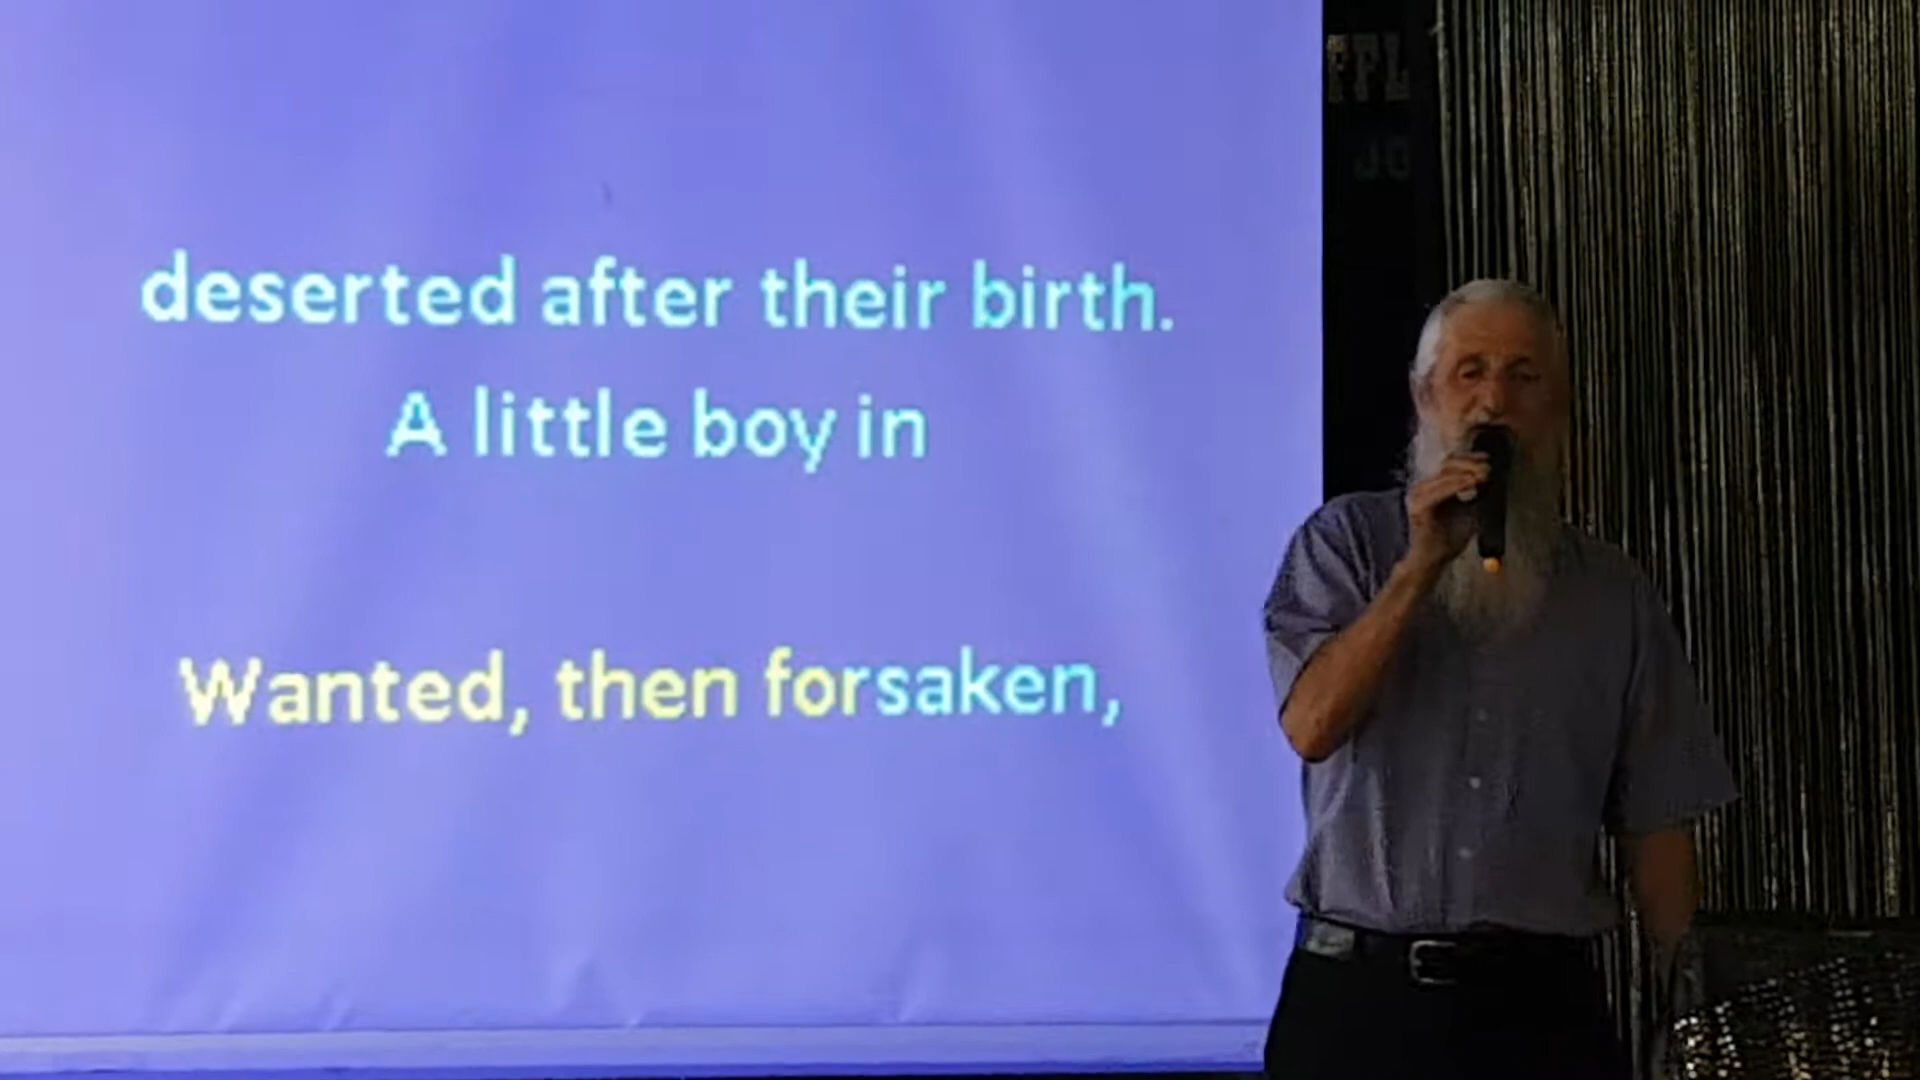 deserted after their birth.
A little boy in
Wanted, then forsaken,